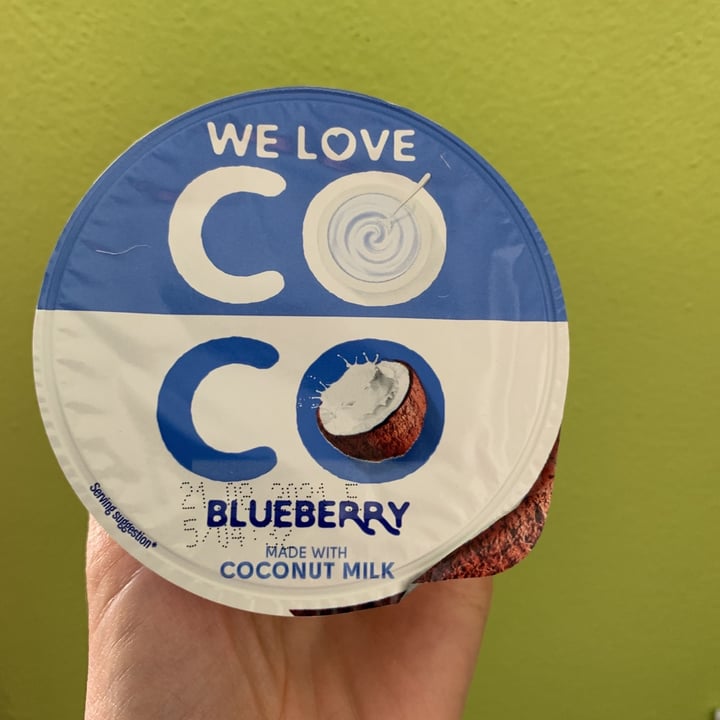 WE LOVE
CO
CO
BLUEBERRY
MADE WITH
COCONUT MILK
Serving suggestion*